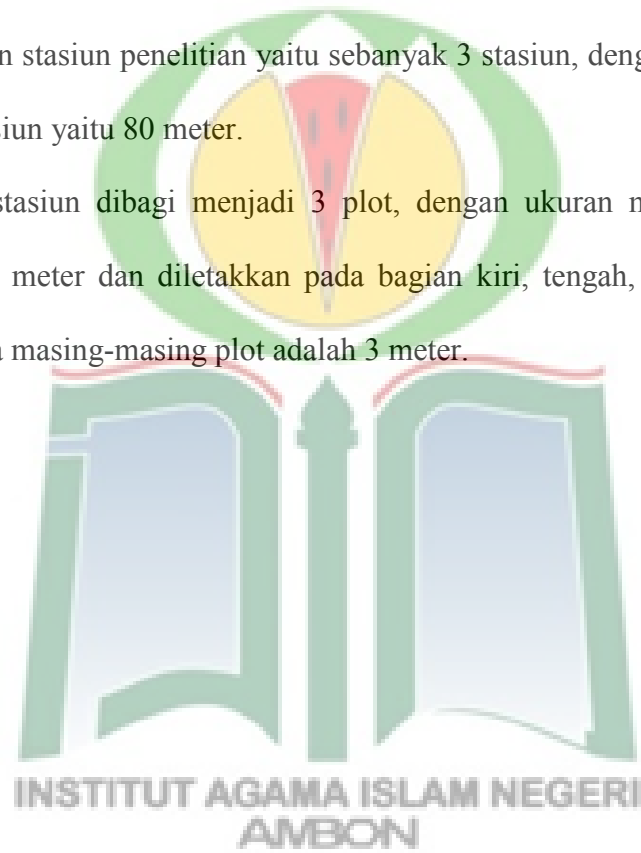 n stasiun penelitian yaitu sebanyak 3 stasiun, deng
siun yaitu 80 meter.
stasiun dibagi menjadi 3 plot, dengan ukuran m
meter dan diletakkan pada bagian kiri, tengah,
a masing-masing plot adalah 3 meter.
INSTITUT AGAMA ISLAM NEGERI
AMBON